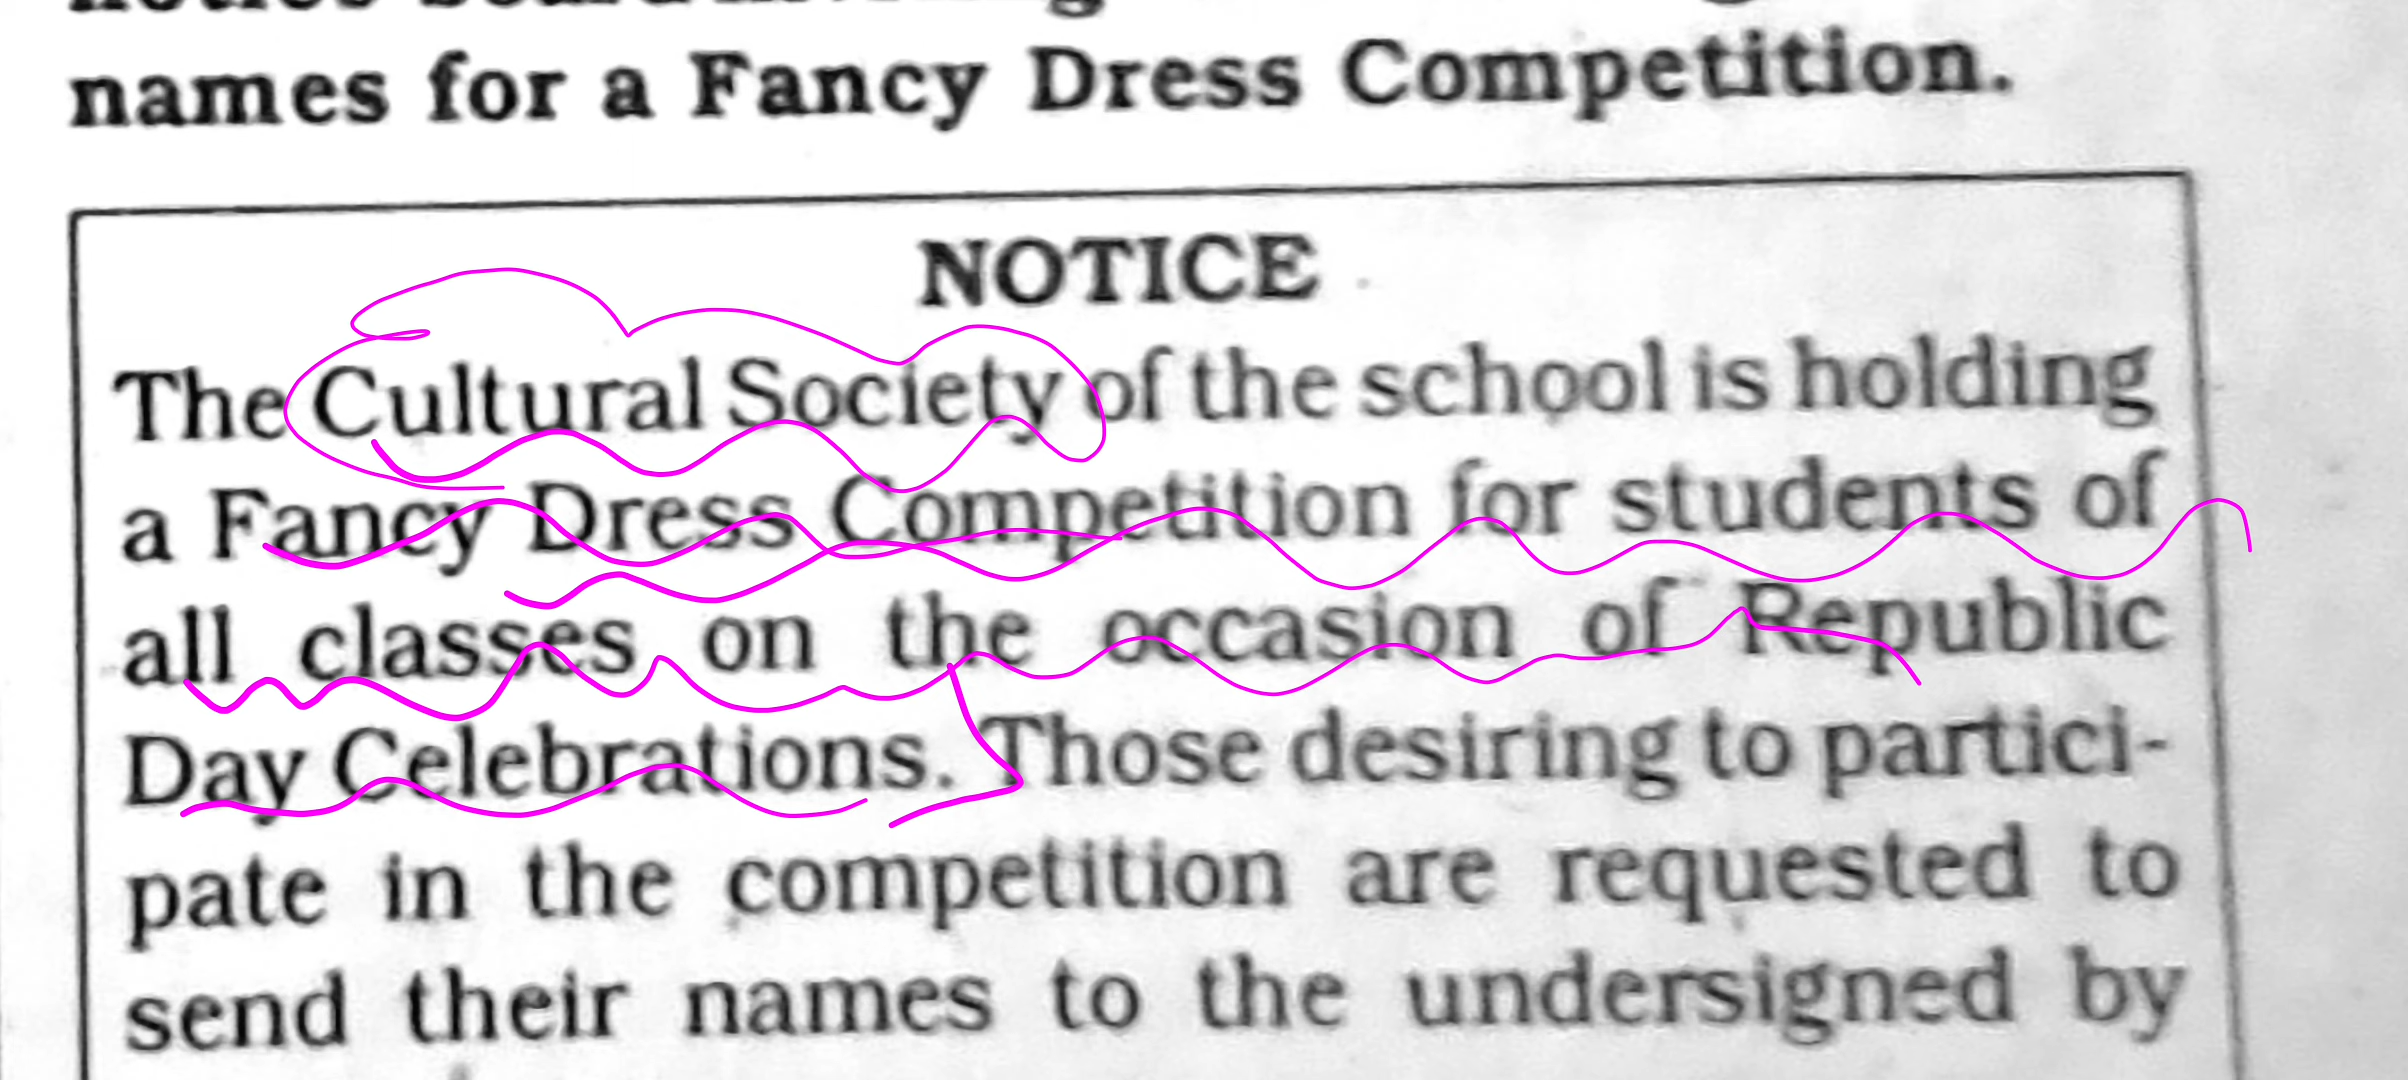 names for a Fancy Dress Competition.
NOTICE
The Cultural Society of the school is holding
a Fancy Dress Competition for students of
all classes on the occasion of Republic
Day Celebrations. Those desiring to partici-
pate in the competition are requested to
send their names to the undersigned by